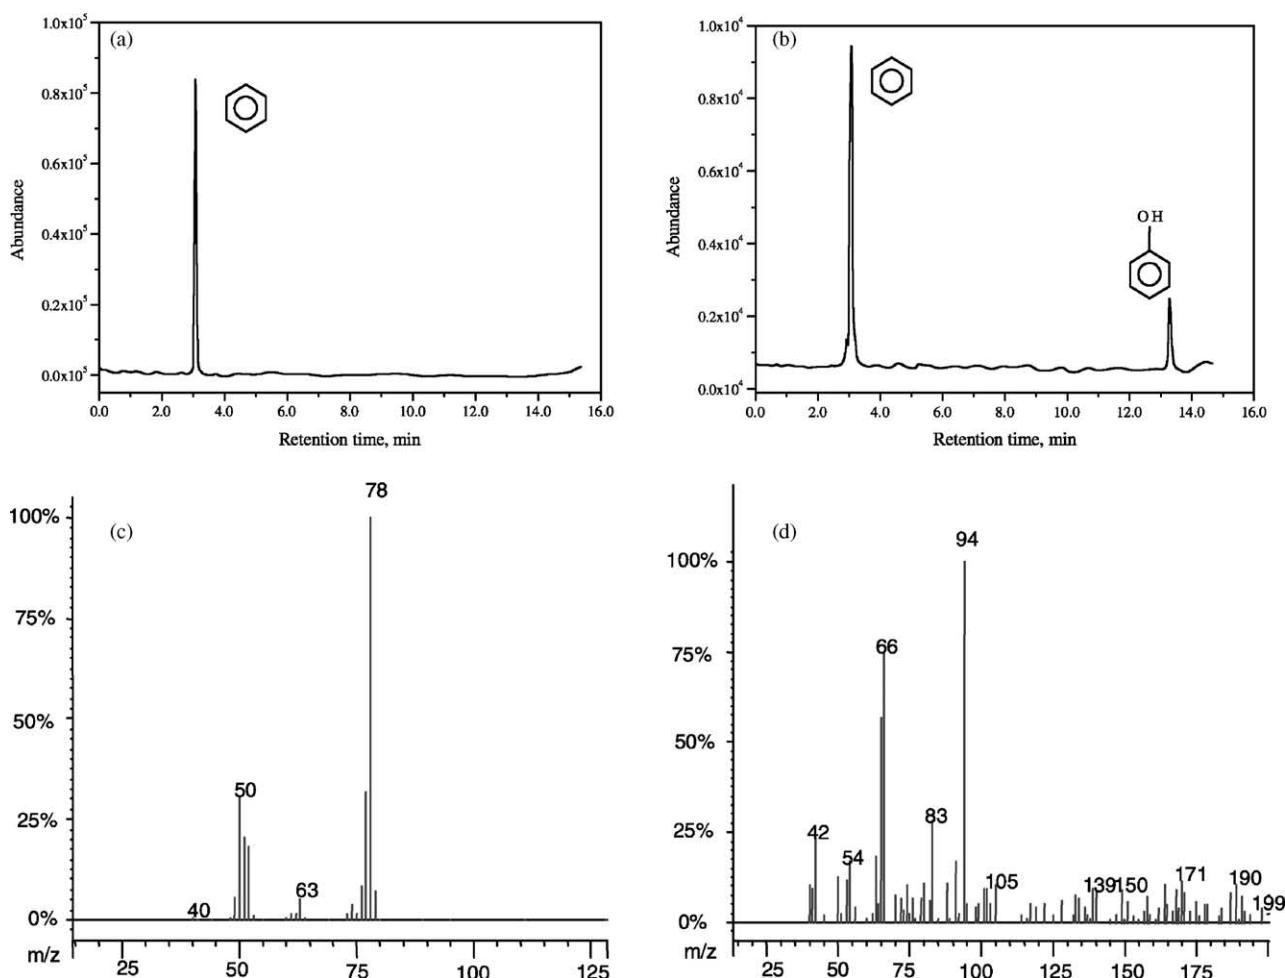 (a)
1.0x10⁵
0.8x10⁵
0.6x10⁵
0.4x10⁵
0.2x10⁵
0.0x10⁵
Abundance
0.0 2.0 4.0 6.0 8.0 10.0 12.0 14.0 16.0
Retention time, min
(b)
1.0x10⁴
0.8x10⁴
0.6x10⁴
0.4x10⁴
0.2x10⁴
0.0x10⁴
Abundance
OH
0.0 2.0 4.0 6.0 8.0 10.0 12.0 14.0 16.0
Retention time, min
(c)
100%
75%
50%
25%
0%
78
50
63
40
m/z 25 50 75 100 125
(d)
100%
75%
50%
25%
0%
94
66
83
42
54
105 139 150 171 190 199
m/z 25 50 75 100 125 150 175